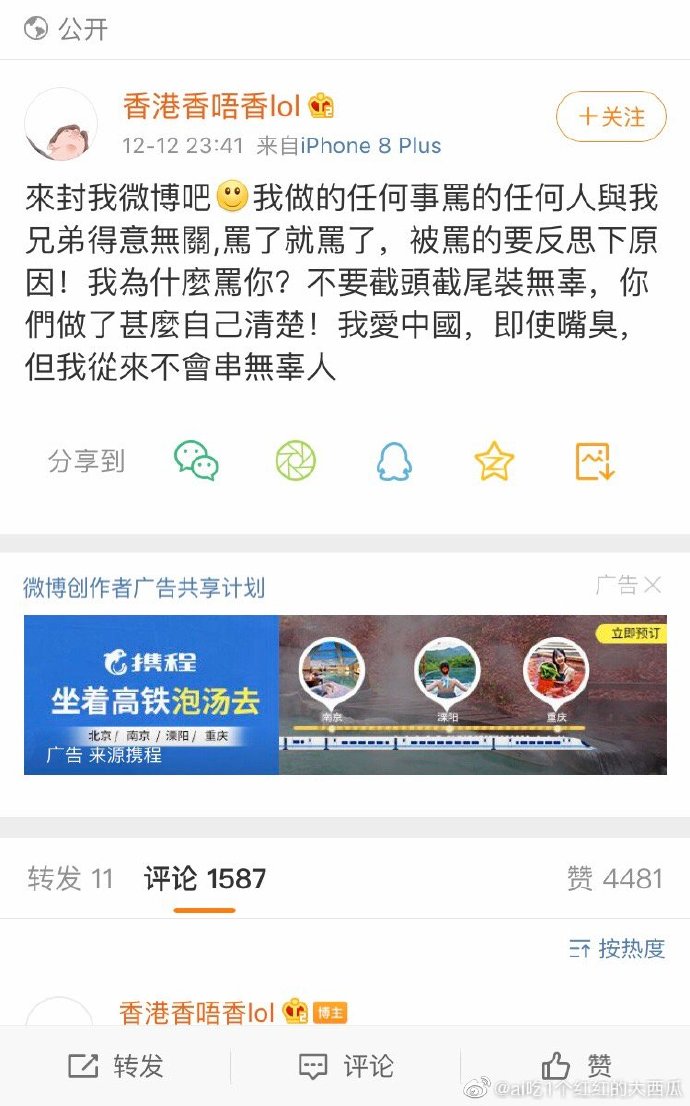 公开
香港香唔香lol
+关注
12-12 23:41 来自iPhone 8 Plus
來封我微博吧我做的任何事罵的任何人與我
兄弟得意無關,罵了就罵了，被罵的要反思下原
因！我為什麼罵你？不要截頭截尾裝無辜，你
們做了甚麼自己清楚！我愛中國，即使嘴臭，
但我從來不會串無辜人
分享到
微博创作者广告共享计划
广告
携程
坐着高铁泡汤去
北京/ 南京 / 溧阳/ 重庆
广告 来源携程
立即预订
南京
溧阳
重庆
转发 11 评论 1587
赞 4481
按热度
香港香唔香lol 博主
转发
评论
赞
@ai吃1个红红的大西瓜